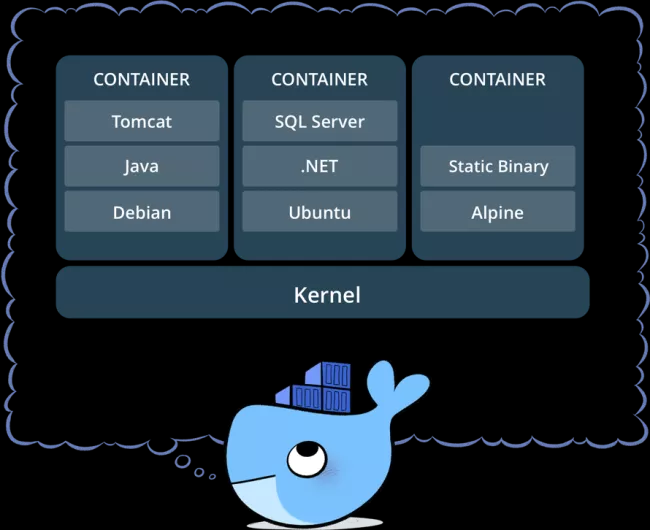 CONTAINER
Tomcat
Java
Debian
CONTAINER
SQL Server
.NET
Ubuntu
CONTAINER
Static Binary
Alpine
Kernel